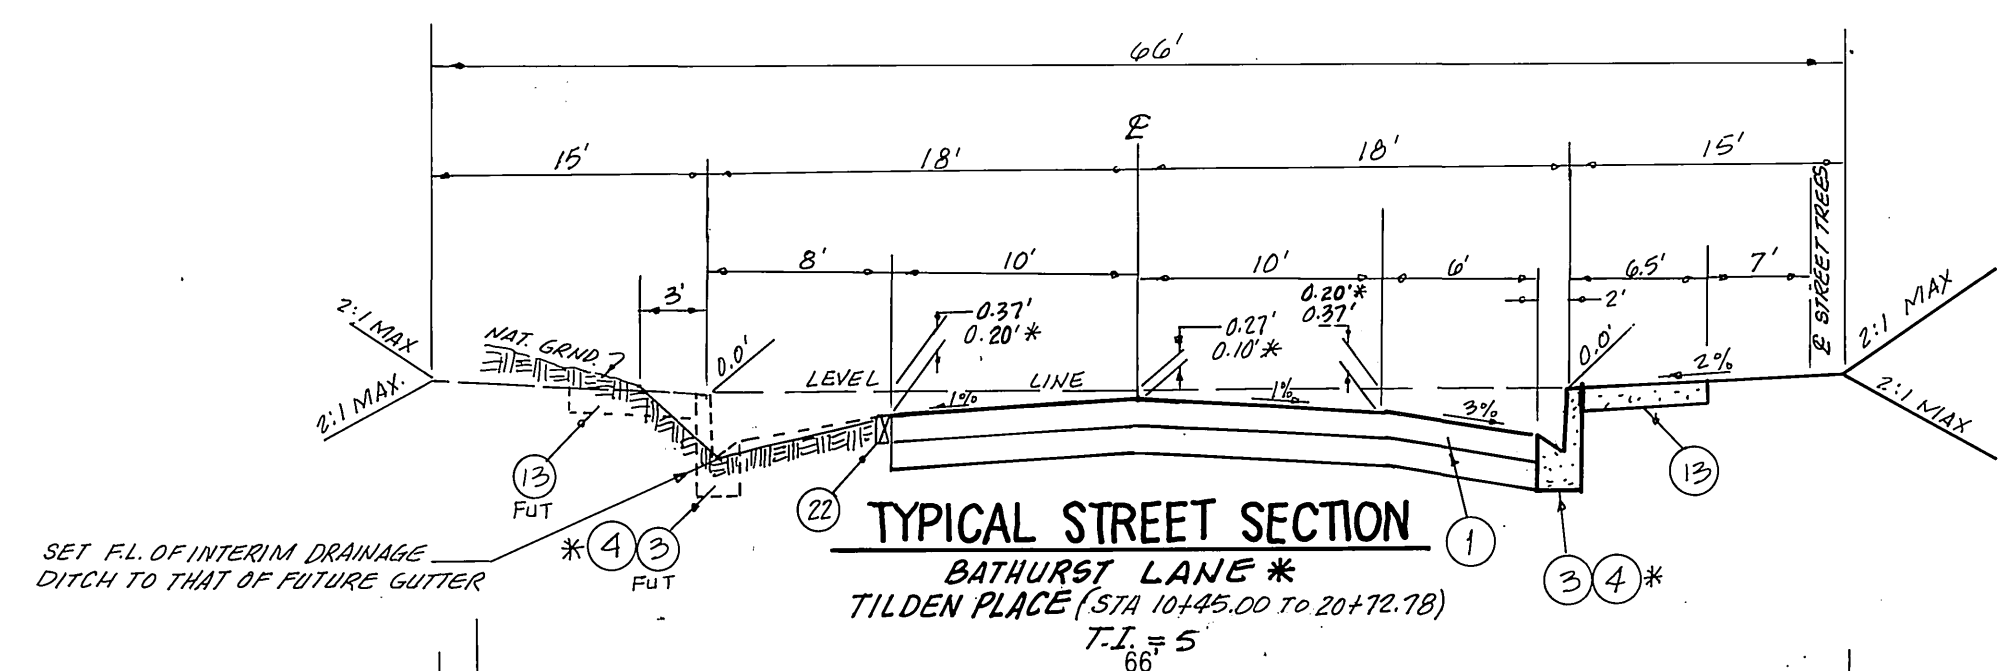 66'
℄
15'
18'
18'
15'
℄ STREET TREES
8'
10'
10'
6'
6.5'
7'
3'
2'
0.37'
0.20'*
0.27'
0.10'*
0.20'*
0.37'
2:1 MAX
2:1 MAX.
NAT. GRND.
0.0'
LEVEL LINE
1%
1%
3%
0.0'
2%
2:1 MAX
2:1 MAX
13
FUT
22
1
13
SET F.L. OF INTERIM DRAINAGE
DITCH TO THAT OF FUTURE GUTTER
* 4 3
FUT
3 4 *
TYPICAL STREET SECTION
BATHURST LANE *
TILDEN PLACE (STA 10+45.00 TO 20+72.78)
T.I. = 5
66'